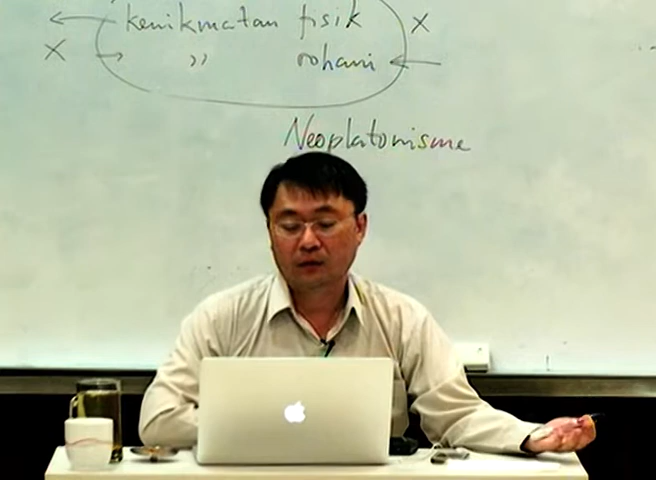 ← kenikmatan fisik X
X → " rohani ←
Neoplatonisme